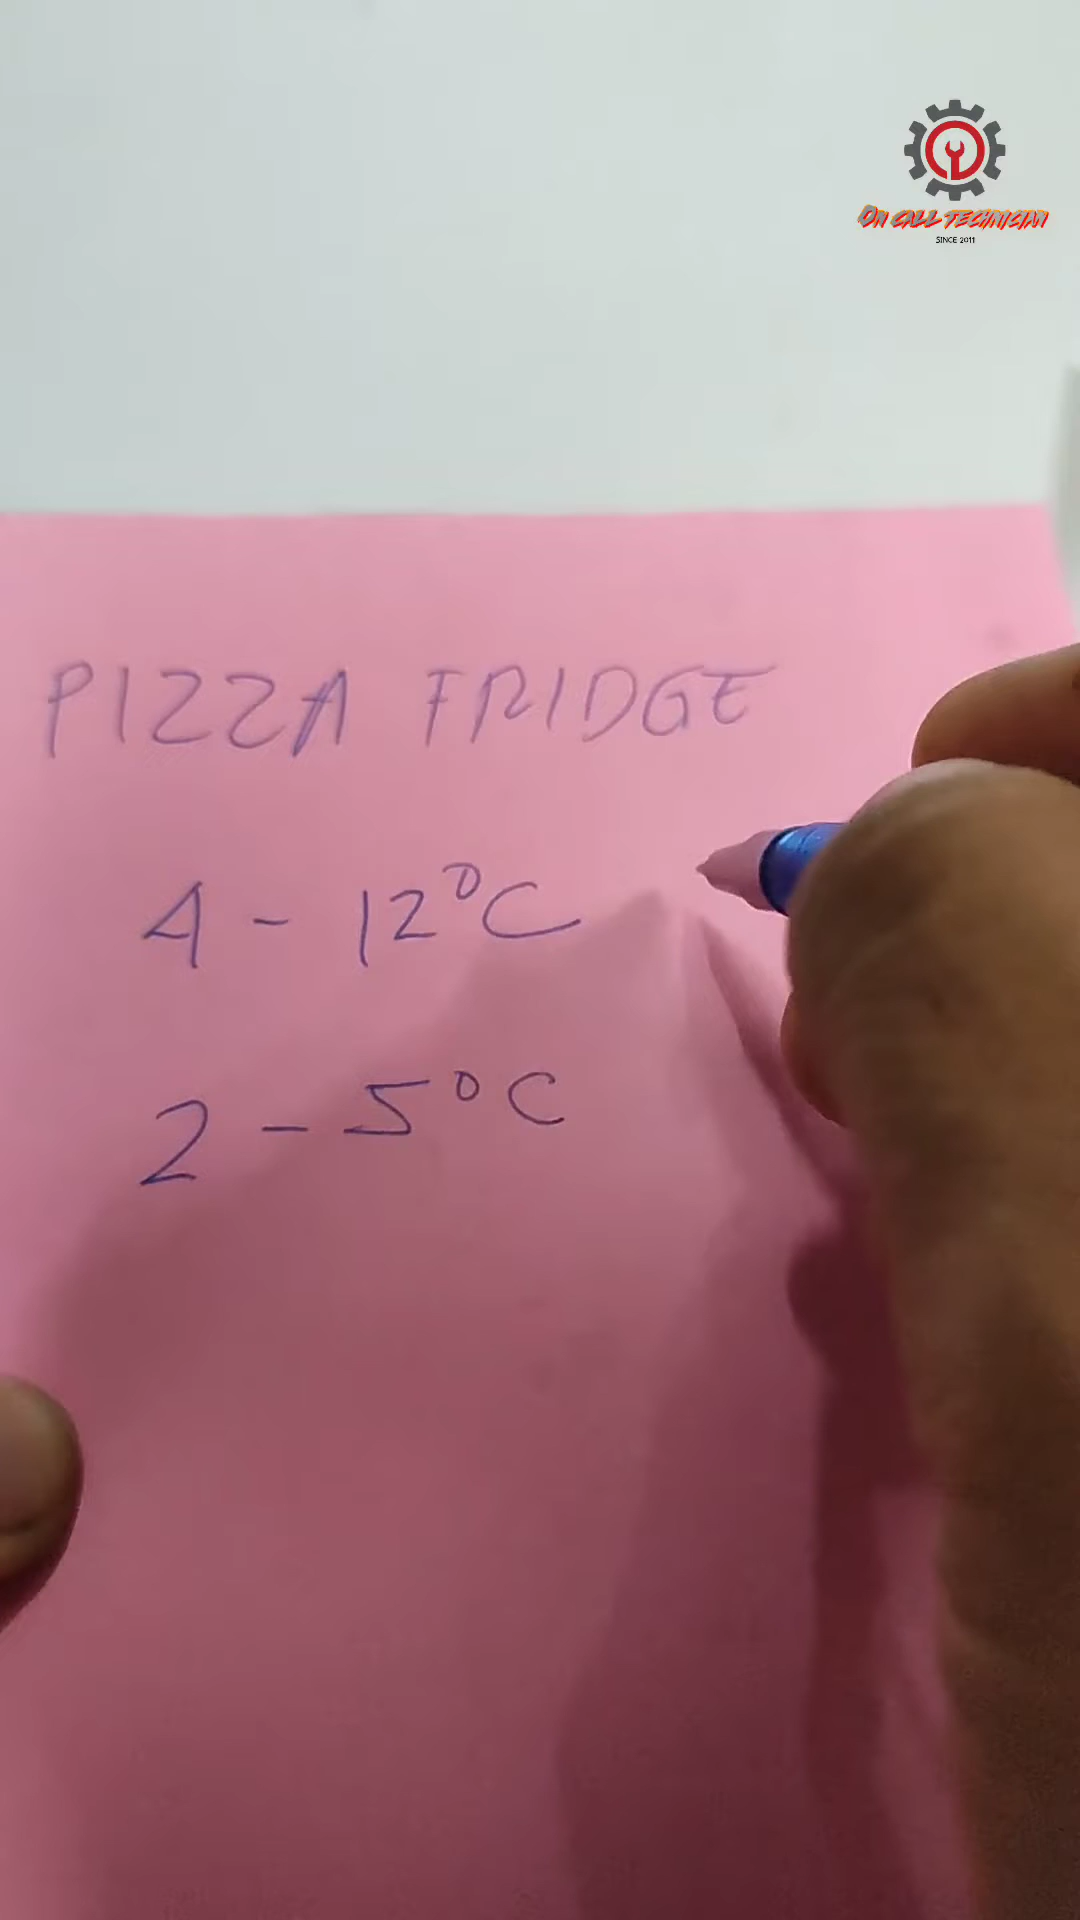 On call technician
SINCE 2011
PIZZA FRIDGE
4 - 12°C
2 - 5°C